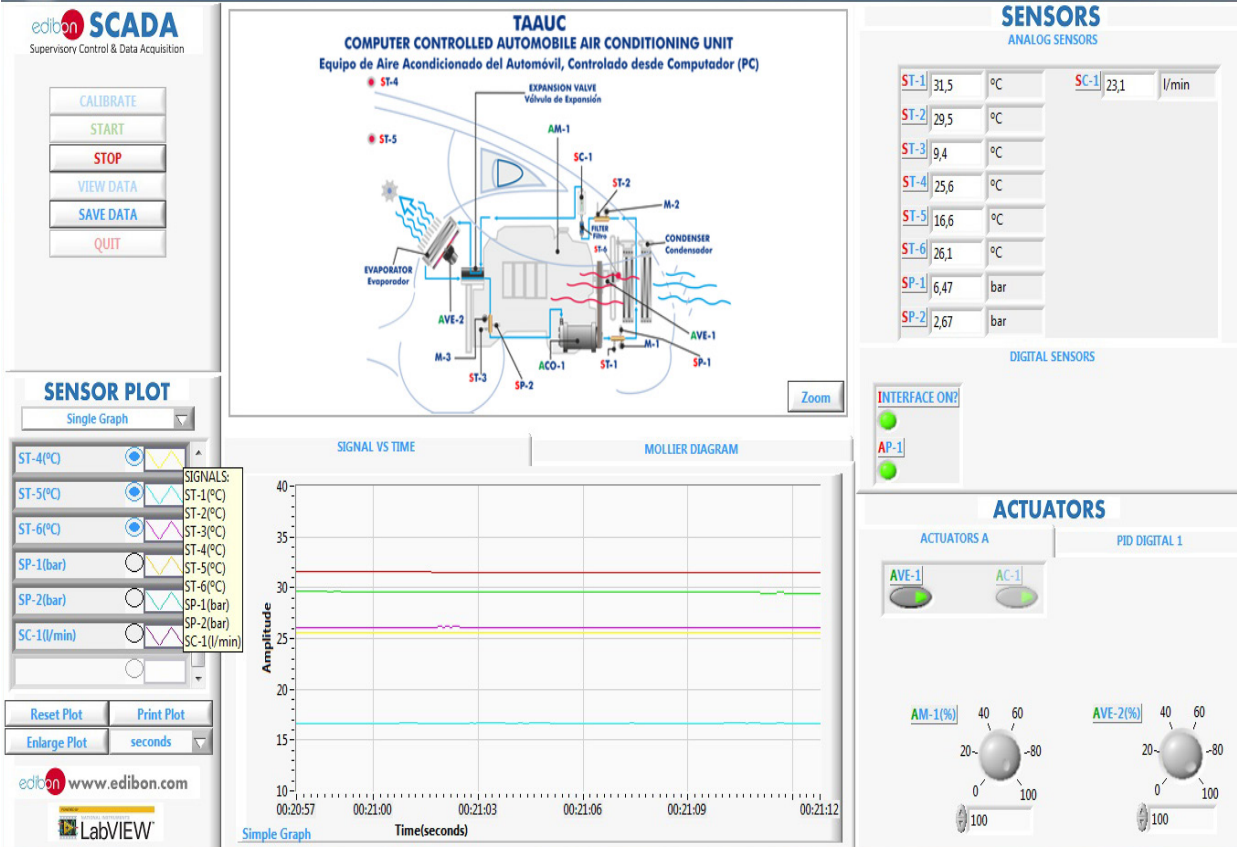 edibon SCADA
Supervisory Control & Data Acquisition
CALIBRATE
START
STOP
VIEW DATA
SAVE DATA
QUIT
TAAUC
COMPUTER CONTROLLED AUTOMOBILE AIR CONDITIONING UNIT
Equipo de Aire Acondicionado del Automóvil, Controlado desde Computador (PC)
ST-4
EXPANSION VALVE
Válvula de Expansión
AM-1
ST-5
SC-1
ST-2
M-2
FILTER
Filtro
ST-6
CONDENSER
Condensador
EVAPORATOR
Evaporador
AVE-2
AVE-1
M-3
ACO-1
ST-1
M-1
SP-1
ST-3
SP-2
Zoom
SENSORS
ANALOG SENSORS
ST-1 31,5 ºC
SC-1 23,1 l/min
ST-2 29,5 ºC
ST-3 9,4 ºC
ST-4 25,6 ºC
ST-5 16,6 ºC
ST-6 26,1 ºC
SP-1 6,47 bar
SP-2 2,67 bar
DIGITAL SENSORS
INTERFACE ON?
AP-1
SENSOR PLOT
Single Graph
ST-4(ºC)
ST-5(ºC)
ST-6(ºC)
SP-1(bar)
SP-2(bar)
SC-1(l/min)
SIGNALS:
ST-1(ºC)
ST-2(ºC)
ST-3(ºC)
ST-4(ºC)
ST-5(ºC)
ST-6(ºC)
SP-1(bar)
SP-2(bar)
SC-1(l/min)
Reset Plot
Print Plot
Enlarge Plot
seconds
edibon www.edibon.com
LabVIEW
SIGNAL VS TIME
MOLLIER DIAGRAM
Amplitude
40
35
30
25
20
15
10
00:20:57 00:21:00 00:21:03 00:21:06 00:21:09 00:21:12
Time(seconds)
Simple Graph
ACTUATORS
ACTUATORS A
PID DIGITAL 1
AVE-1
AC-1
AM-1(%)
0 20 40 60 80 100
100
AVE-2(%)
0 20 40 60 80 100
100